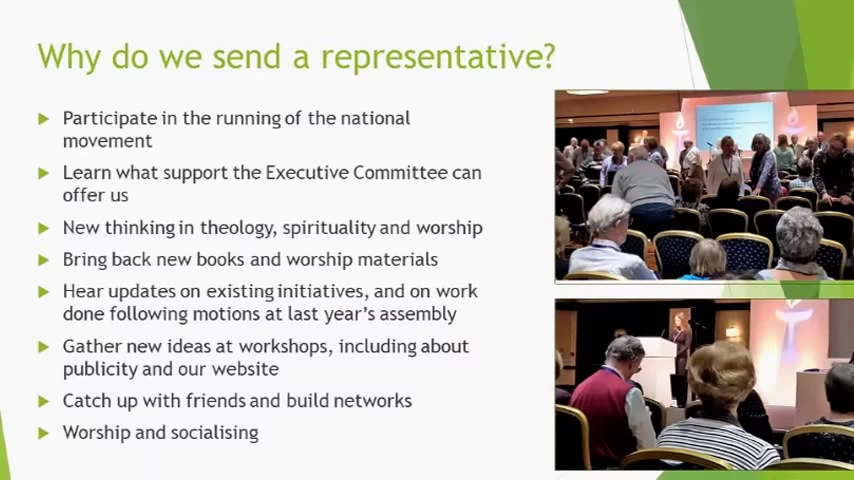 Why do we send a representative?
Participate in the running of the national
movement
Learn what support the Executive Committee can
offer us
New thinking in theology, spirituality and worship
Bring back new books and worship materials
Hear updates on existing initiatives, and on work
done following motions at last year's assembly
Gather new ideas at workshops, including about
publicity and our website
Catch up with friends and build networks
Worship and socialising